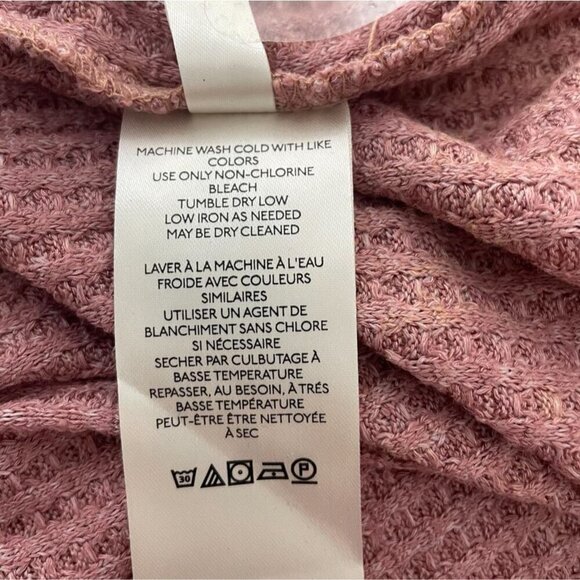 MACHINE WASH COLD WITH LIKE
COLORS
USE ONLY NON-CHLORINE
BLEACH
TUMBLE DRY LOW
LOW IRON AS NEEDED
MAY BE DRY CLEANED
LAVER À LA MACHINE À L'EAU
FROIDE AVEC COULEURS
SIMILAIRES
UTILISER UN AGENT DE
BLANCHIMENT SANS CHLORE
SI NÉCESSAIRE
SECHER PAR CULBUTAGE À
BASSE TEMPERATURE
REPASSER, AU BESOIN, À TRÉS
BASSE TEMPÉRATURE
PEUT-ÊTRE ÊTRE NETTOYÉE
À SEC
30 P